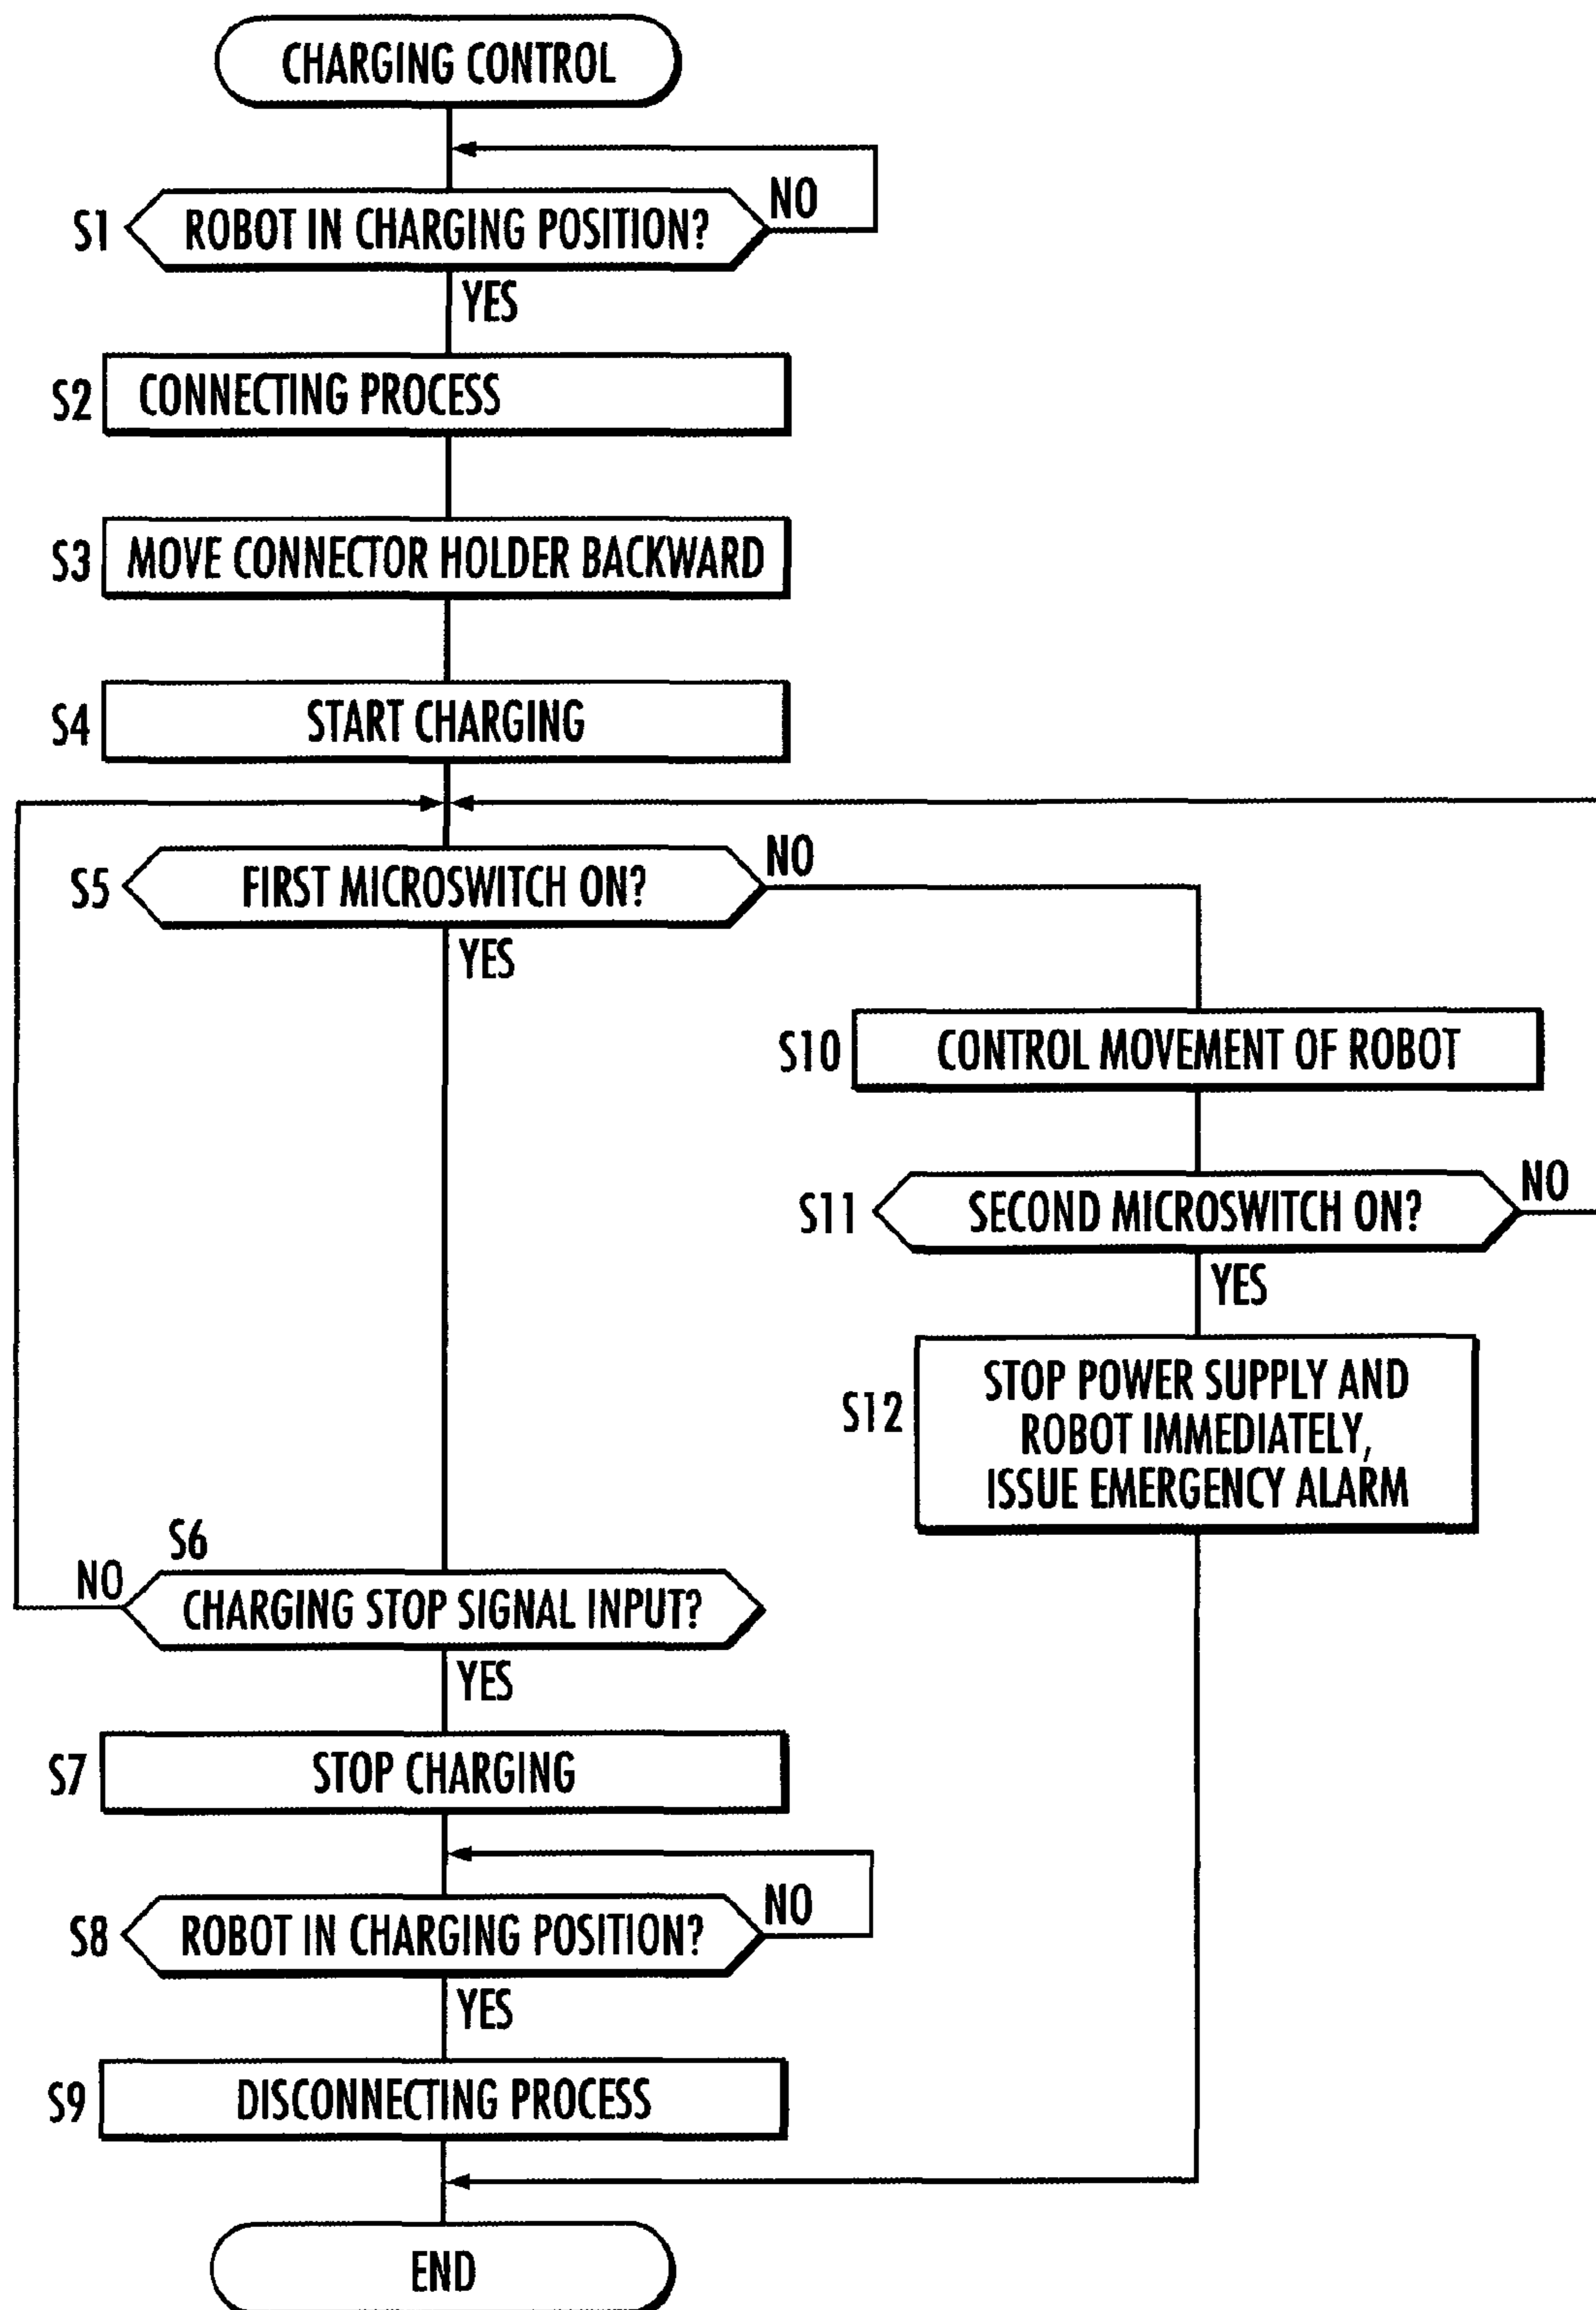 CHARGING CONTROL
NO
S1 ROBOT IN CHARGING POSITION?
YES
S2 CONNECTING PROCESS
S3 MOVE CONNECTOR HOLDER BACKWARD
S4 START CHARGING
NO
S5 FIRST MICROSWITCH ON?
YES
S10 CONTROL MOVEMENT OF ROBOT
NO
S11 SECOND MICROSWITCH ON?
YES
S12 STOP POWER SUPPLY AND
ROBOT IMMEDIATELY,
ISSUE EMERGENCY ALARM
S6
NO
CHARGING STOP SIGNAL INPUT?
YES
S7 STOP CHARGING
NO
S8 ROBOT IN CHARGING POSITION?
YES
S9 DISCONNECTING PROCESS
END